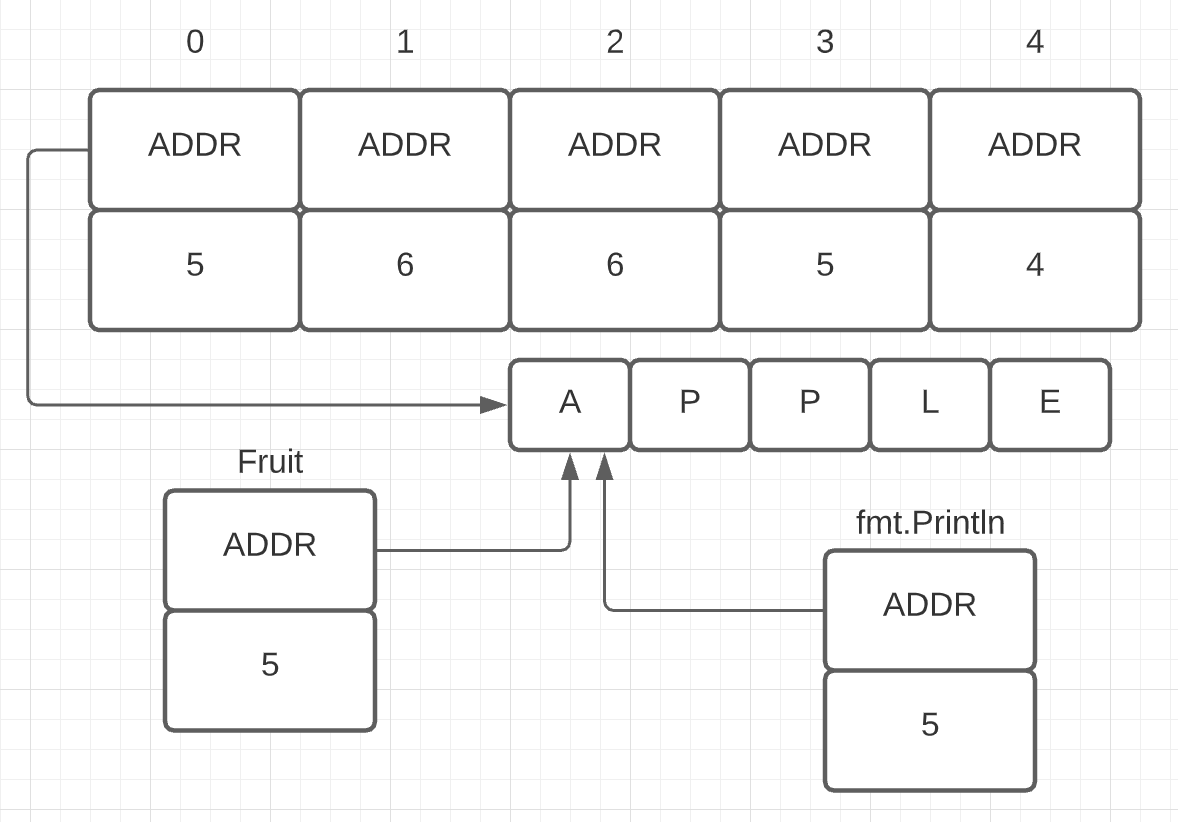 0 1 2 3 4
ADDR ADDR ADDR ADDR ADDR
5 6 6 5 4
A P P L E
Fruit
ADDR
5
fmt.Println
ADDR
5